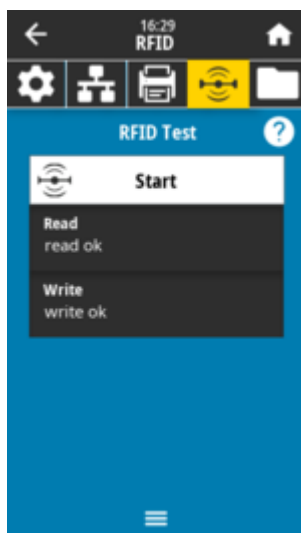 16:29
RFID
RFID Test
?
Start
Read
read ok
Write
write ok